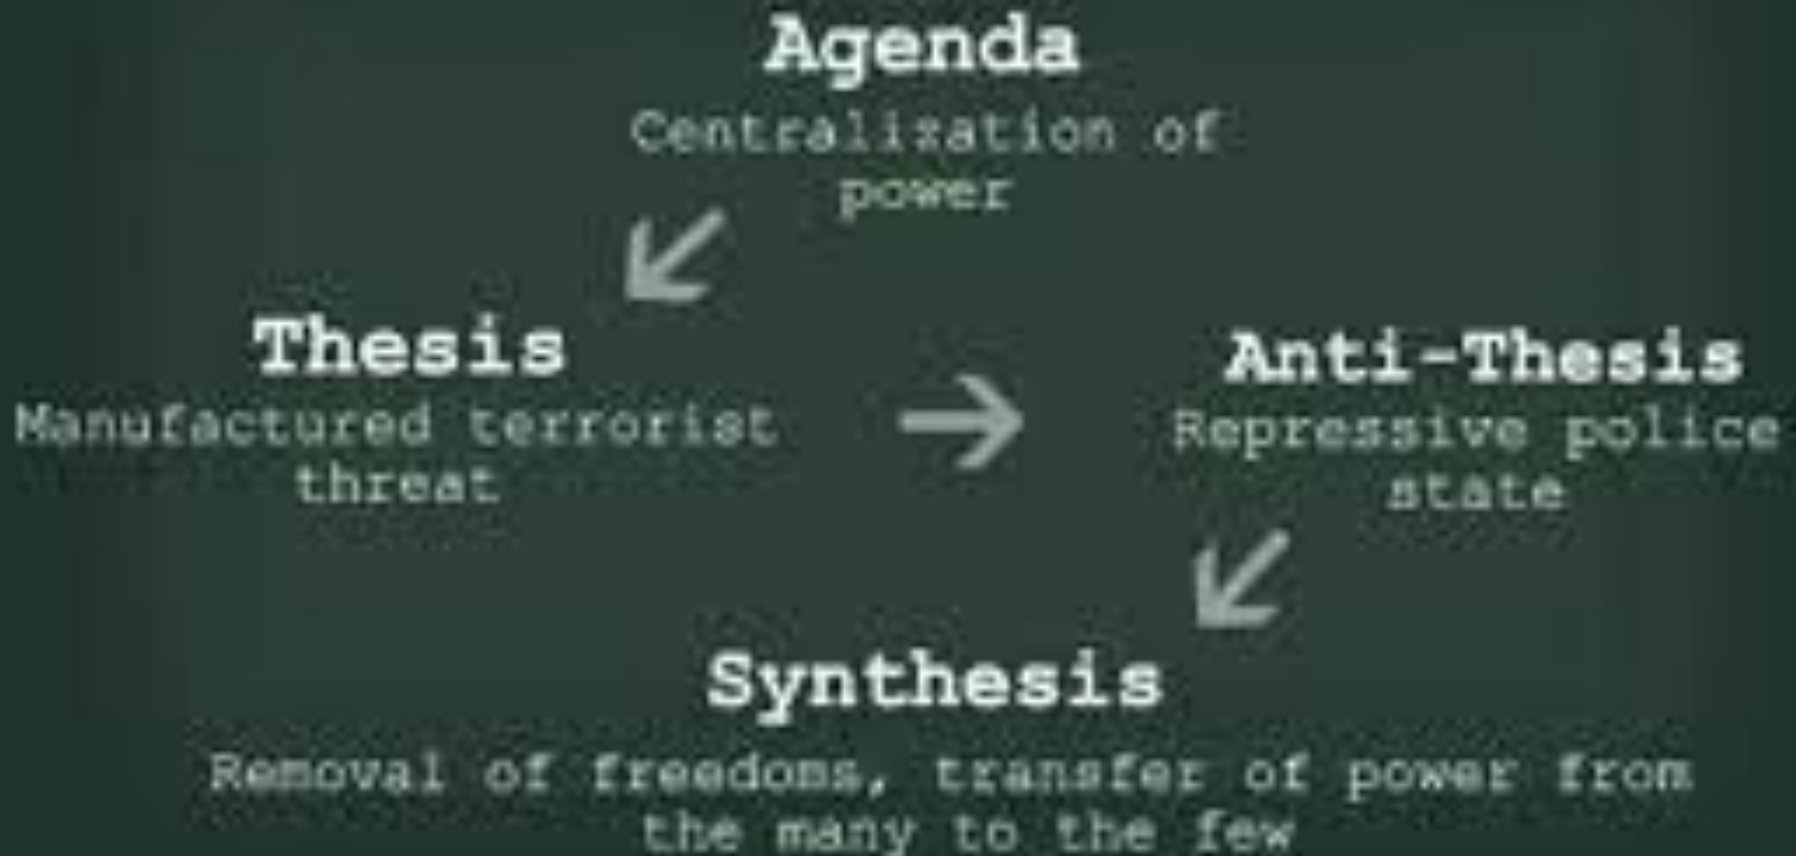 Agenda
Centralization of
power
Thesis
Manufactured terrorist
threat
Anti-Thesis
Repressive police
state
Synthesis
Removal of freedoms, transfer of power from
the many to the few